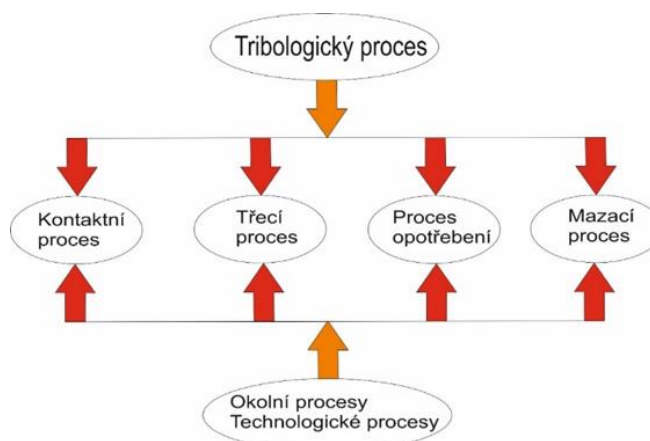 Tribologický proces
Kontaktní
proces
Třecí
proces
Proces
opotřebení
Mazací
proces
Okolní procesy
Technologické procesy